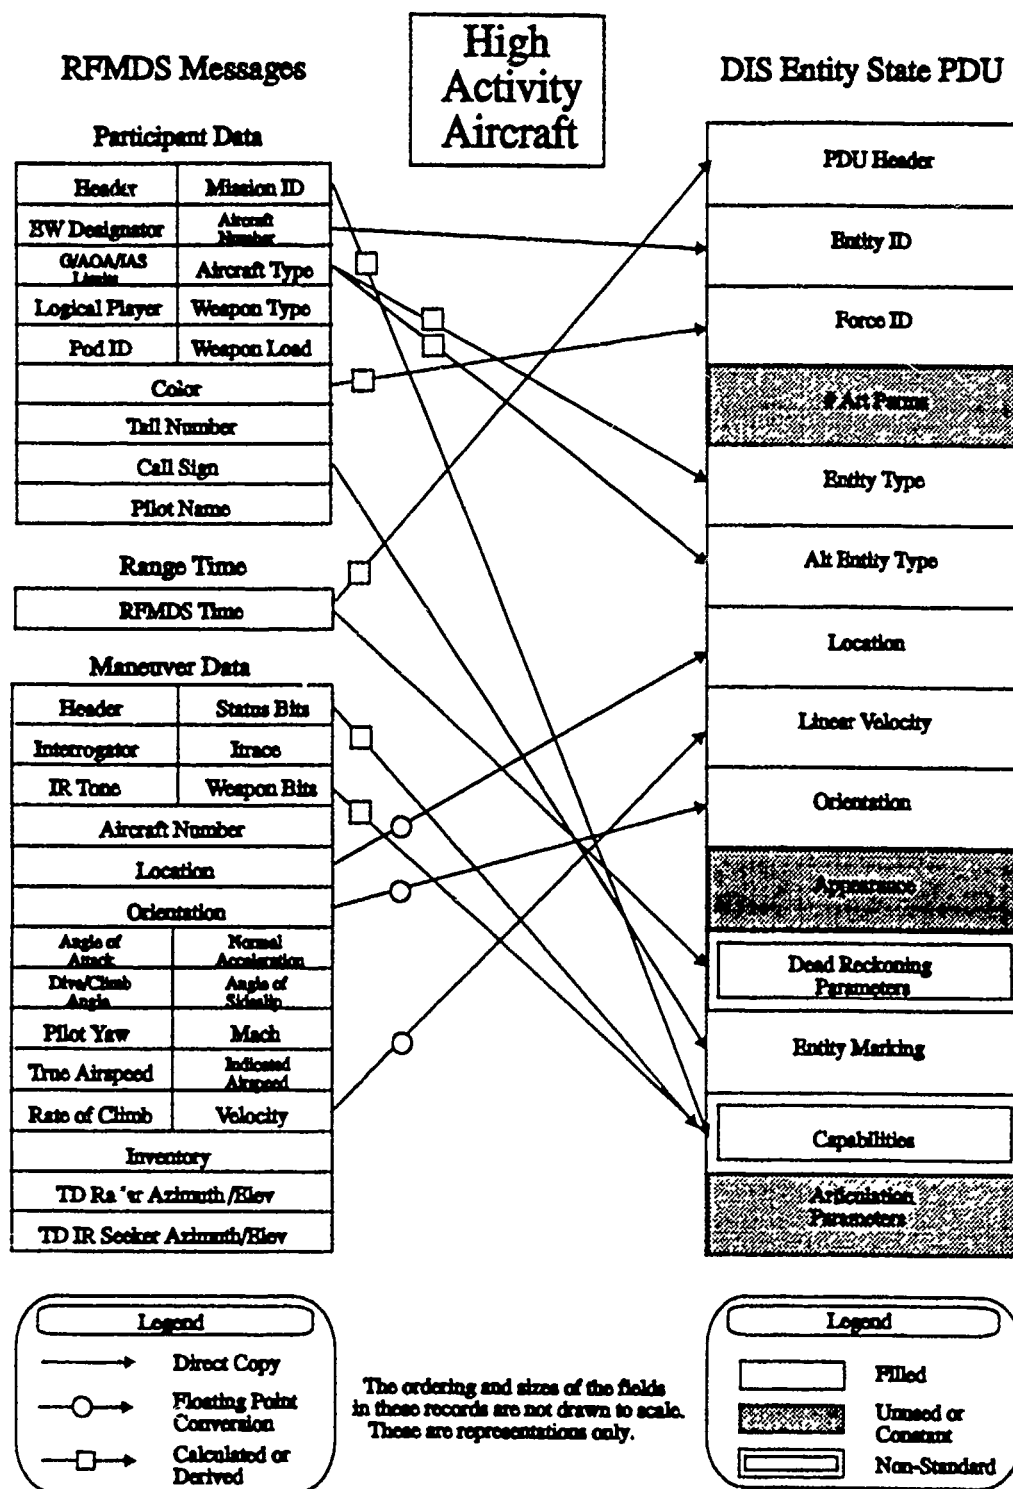 High
Activity
Aircraft
RFMDS Messages
DIS Entity State PDU
Participant Data
Header
Mission ID
EW Designator
Aircraft
Number
G/AOA/IAS
Limits
Aircraft Type
Logical Player
Weapon Type
Pod ID
Weapon Load
Color
Tail Number
Call Sign
Pilot Name
Range Time
RFMDS Time
Maneuver Data
Header
Status Bits
Interrogator
Itrace
IR Tone
Weapon Bits
Aircraft Number
Location
Orientation
Angle of
Attack
Normal
Acceleration
Dive/Climb
Angle
Angle of
Sideslip
Pilot Yaw
Mach
True Airspeed
Indicated
Airspeed
Rate of Climb
Velocity
Inventory
TD Azimuth/Elev
TD IR Seeker Azimuth/Elev
PDU Header
Entity ID
Force ID
# Art Parms
Entity Type
Alt Entity Type
Location
Linear Velocity
Orientation
Appearance
Dead Reckoning
Parameters
Entity Marking
Capabilities
Articulation
Parameters
Legend
Direct Copy
Floating Point
Conversion
Calculated or
Derived
The ordering and sizes of the fields
in these records are not drawn to scale.
These are representations only.
Legend
Filled
Unused or
Constant
Non-Standard